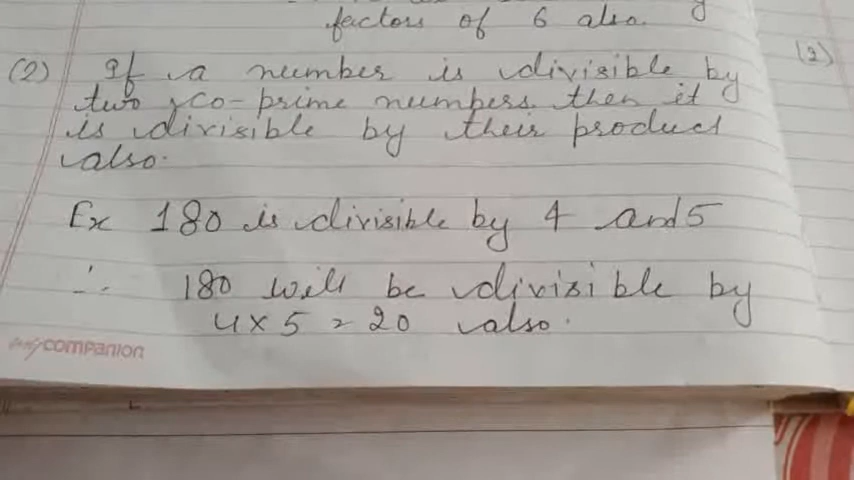 factors of 6 also.
(2) If a number is divisible by
two co-prime numbers then it
is divisible by their product
also.
Ex 180 is divisible by 4 and 5
∴ 180 will be divisible by
4 x 5 = 20 also.
companion
(2)